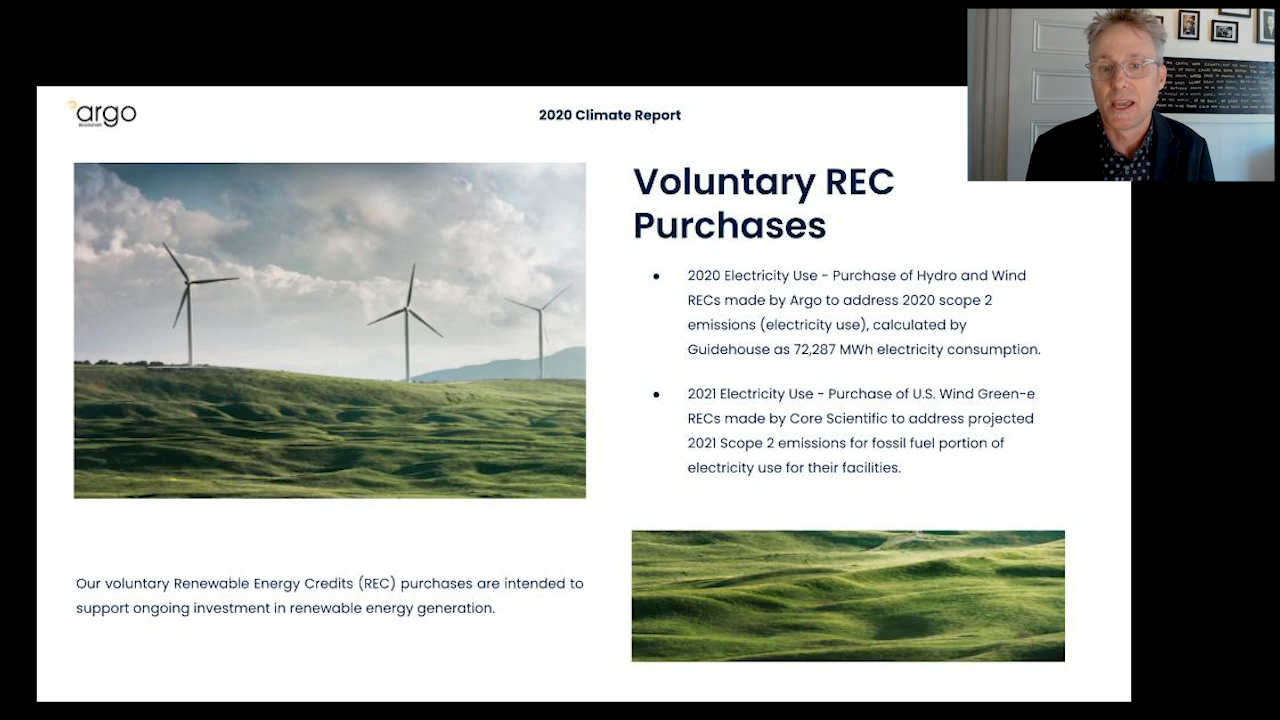 argo
BLOCKCHAIN
2020 Climate Report
Voluntary REC
Purchases
● 2020 Electricity Use - Purchase of Hydro and Wind
RECs made by Argo to address 2020 scope 2
emissions (electricity use), calculated by
Guidehouse as 72,287 MWh electricity consumption.
● 2021 Electricity Use - Purchase of U.S. Wind Green-e
RECs made by Core Scientific to address projected
2021 Scope 2 emissions for fossil fuel portion of
electricity use for their facilities.
Our voluntary Renewable Energy Credits (REC) purchases are intended to
support ongoing investment in renewable energy generation.